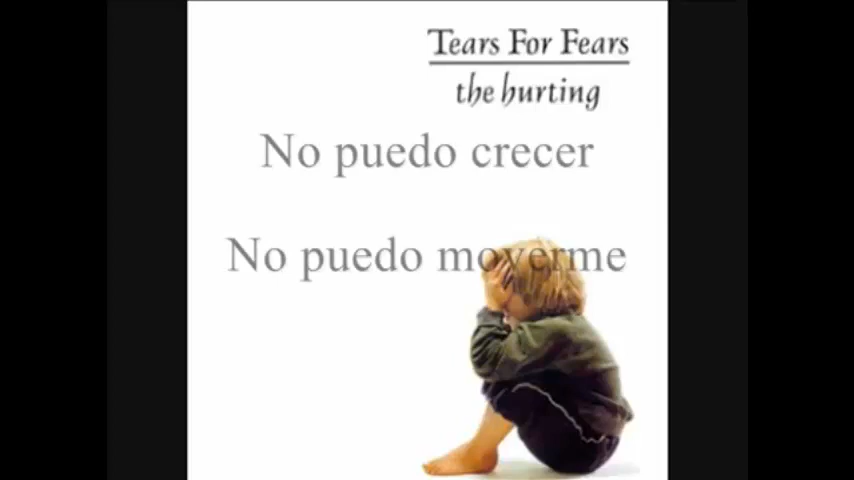 Tears For Fears
the hurting
No puedo crecer
No puedo moverme